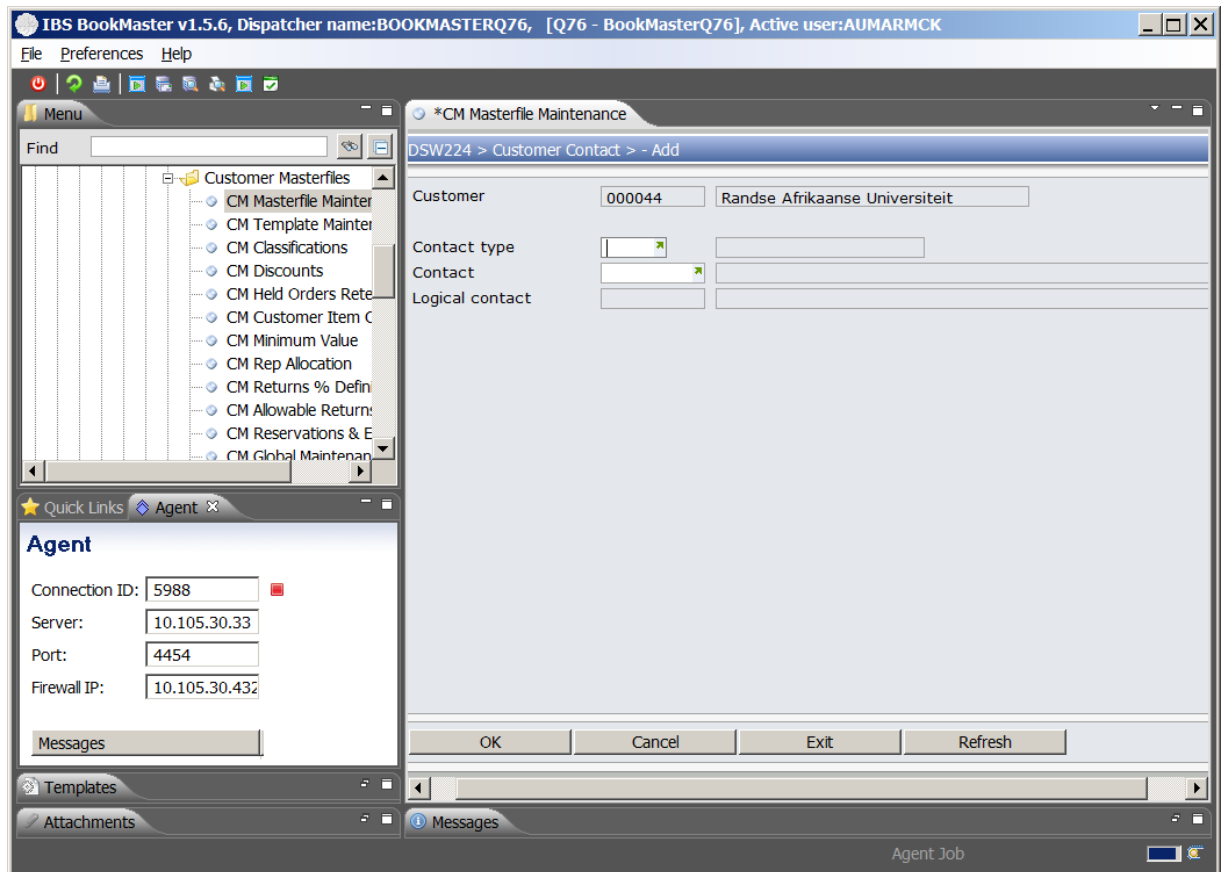 IBS BookMaster v1.5.6, Dispatcher name:BOOKMASTERQ76, [Q76 - BookMasterQ76], Active user:AUMARMCK
File Preferences Help
Menu
Find
Customer Masterfiles
CM Masterfile Mainter
CM Template Mainter
CM Classifications
CM Discounts
CM Held Orders Rete
CM Customer Item C
CM Minimum Value
CM Rep Allocation
CM Returns % Defini
CM Allowable Returns
CM Reservations & E
CM Global Maintenan
Quick Links Agent
Agent
Connection ID: 5988
Server: 10.105.30.33
Port: 4454
Firewall IP: 10.105.30.432
Messages
Templates
Attachments
*CM Masterfile Maintenance
DSW224 > Customer Contact > - Add
Customer 000044 Randse Afrikaanse Universiteit
Contact type
Contact
Logical contact
OK Cancel Exit Refresh
Messages
Agent Job